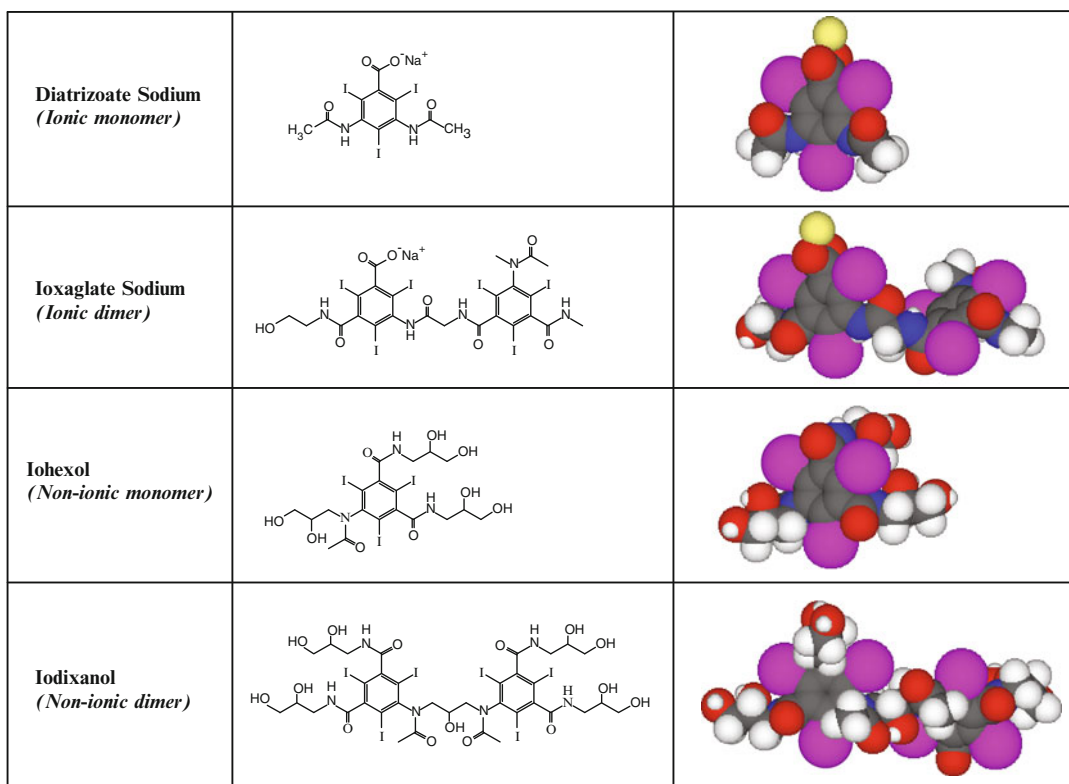 Diatrizoate Sodium
(Ionic monomer)
O O⁻Na⁺
I I
O O
H₃C N H I N H CH₃
Ioxaglate Sodium
(Ionic dimer)
O O⁻Na⁺ N O
I I I I
HO H N O I N H O H N O I O H N
Iohexol
(Non-ionic monomer)
O H N OH OH
I I
HO OH N O I O H N OH OH
Iodixanol
(Non-ionic dimer)
HO OH OH H N O O H N OH OH
I I I I
HO OH H N O I N O OH N O I O H N OH OH